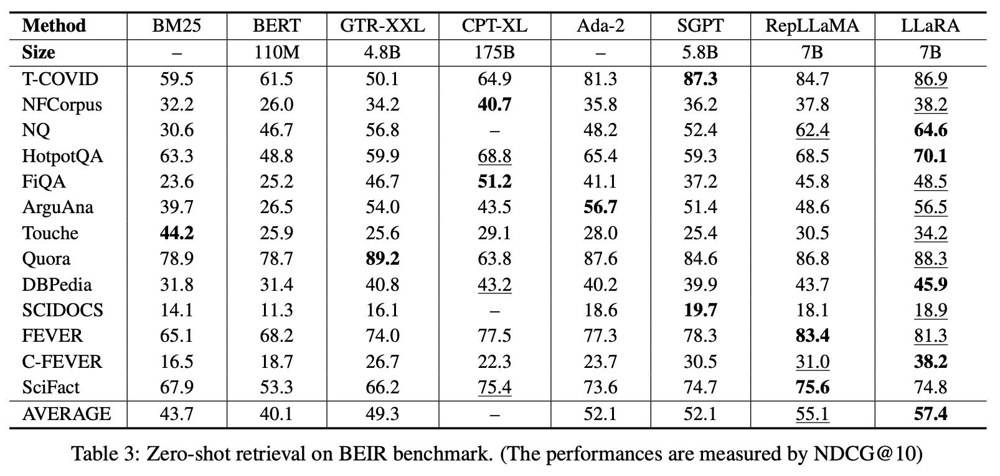 Method BM25 BERT GTR-XXL CPT-XL Ada-2 SGPT RepLLaMA LLaRA
Size – 110M 4.8B 175B – 5.8B 7B 7B
T-COVID 59.5 61.5 50.1 64.9 81.3 87.3 84.7 86.9
NFCorpus 32.2 26.0 34.2 40.7 35.8 36.2 37.8 38.2
NQ 30.6 46.7 56.8 – 48.2 52.4 62.4 64.6
HotpotQA 63.3 48.8 59.9 68.8 65.4 59.3 68.5 70.1
FiQA 23.6 25.2 46.7 51.2 41.1 37.2 45.8 48.5
ArguAna 39.7 26.5 54.0 43.5 56.7 51.4 48.6 56.5
Touche 44.2 25.9 25.6 29.1 28.0 25.4 30.5 34.2
Quora 78.9 78.7 89.2 63.8 87.6 84.6 86.8 88.3
DBPedia 31.8 31.4 40.8 43.2 40.2 39.9 43.7 45.9
SCIDOCS 14.1 11.3 16.1 – 18.6 19.7 18.1 18.9
FEVER 65.1 68.2 74.0 77.5 77.3 78.3 83.4 81.3
C-FEVER 16.5 18.7 26.7 22.3 23.7 30.5 31.0 38.2
SciFact 67.9 53.3 66.2 75.4 73.6 74.7 75.6 74.8
AVERAGE 43.7 40.1 49.3 – 52.1 52.1 55.1 57.4
Table 3: Zero-shot retrieval on BEIR benchmark. (The performances are measured by NDCG@10)